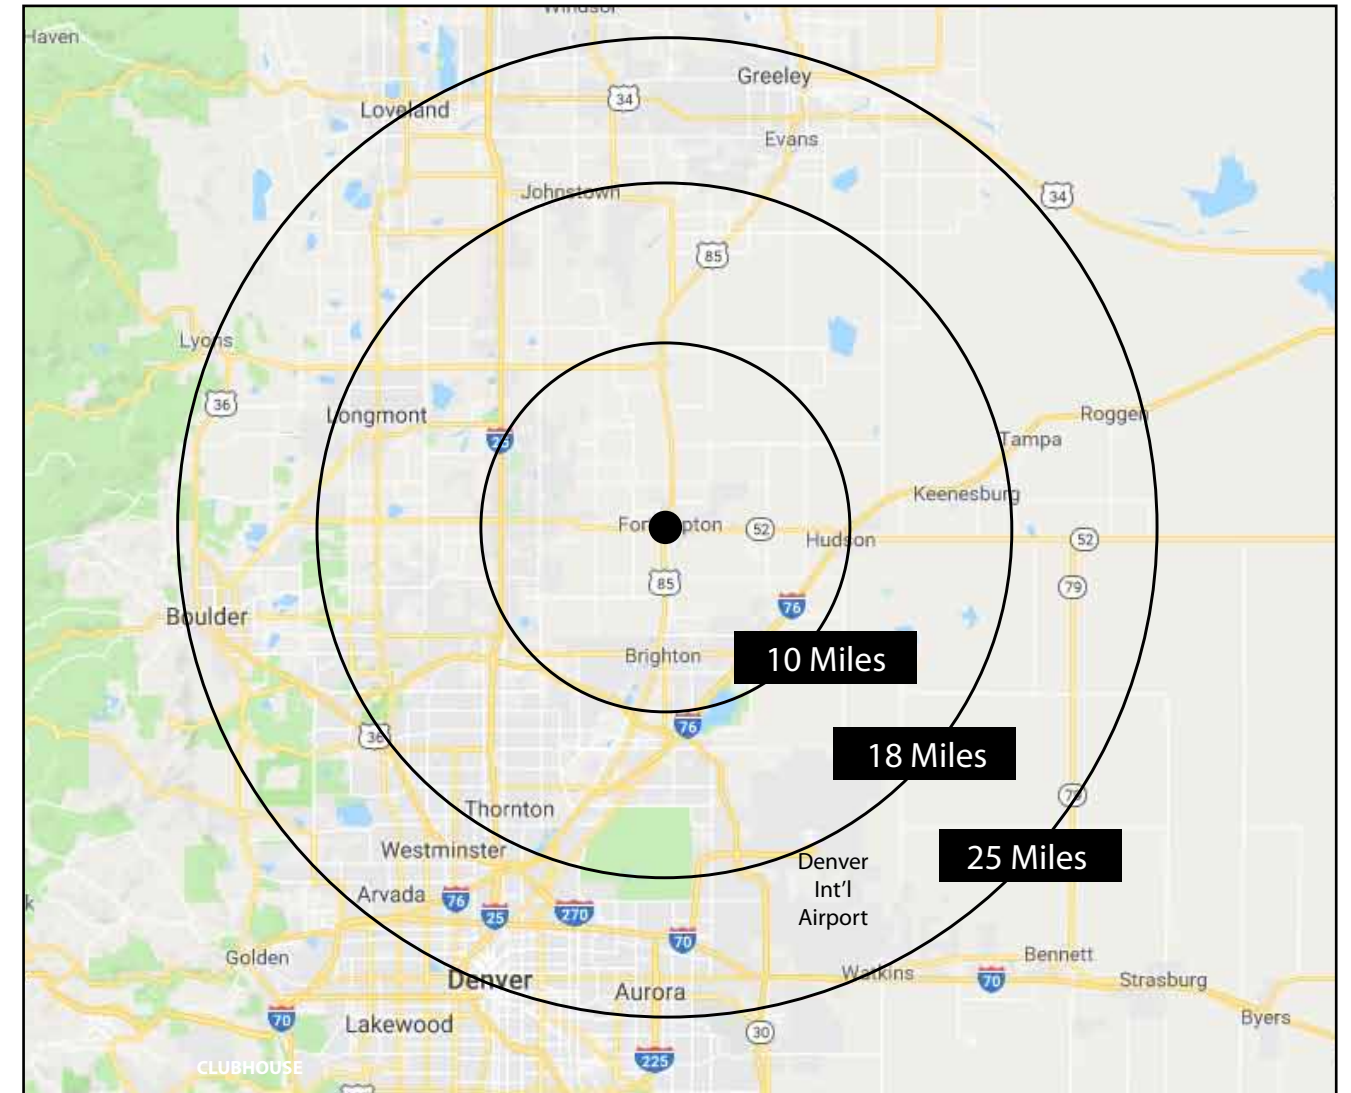 Windsor
Haven
Greeley
34
Loveland
Evans
Johnstown
34
85
Lyons
36
Longmont
25
Roggen
Tampa
Keenesburg
52
Hudson
52
85
79
76
Boulder
Brighton
10 Miles
76
36
18 Miles
79
Thornton
Westminster
25 Miles
Denver
Int'l
Airport
Arvada
76
25
270
70
Golden
Denver
Aurora
Watkins
Bennett
70
Strasburg
70
Lakewood
30
Byers
225
CLUBHOUSE